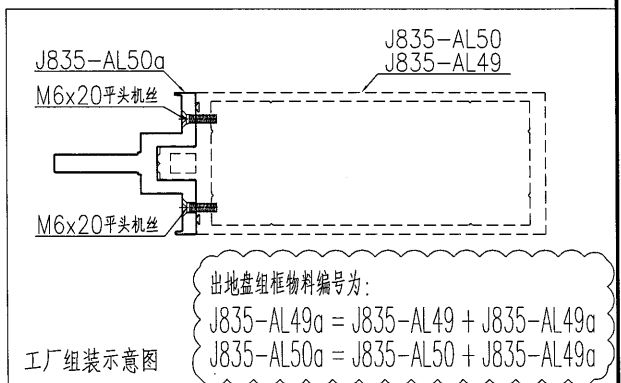 J835-AL50
J835-AL49
J835-AL50a
M6x20平头机丝
M6x20平头机丝
出地盘组框物料编号为:
J835-AL49a = J835-AL49 + J835-AL49a
J835-AL50a = J835-AL50 + J835-AL49a
工厂组装示意图